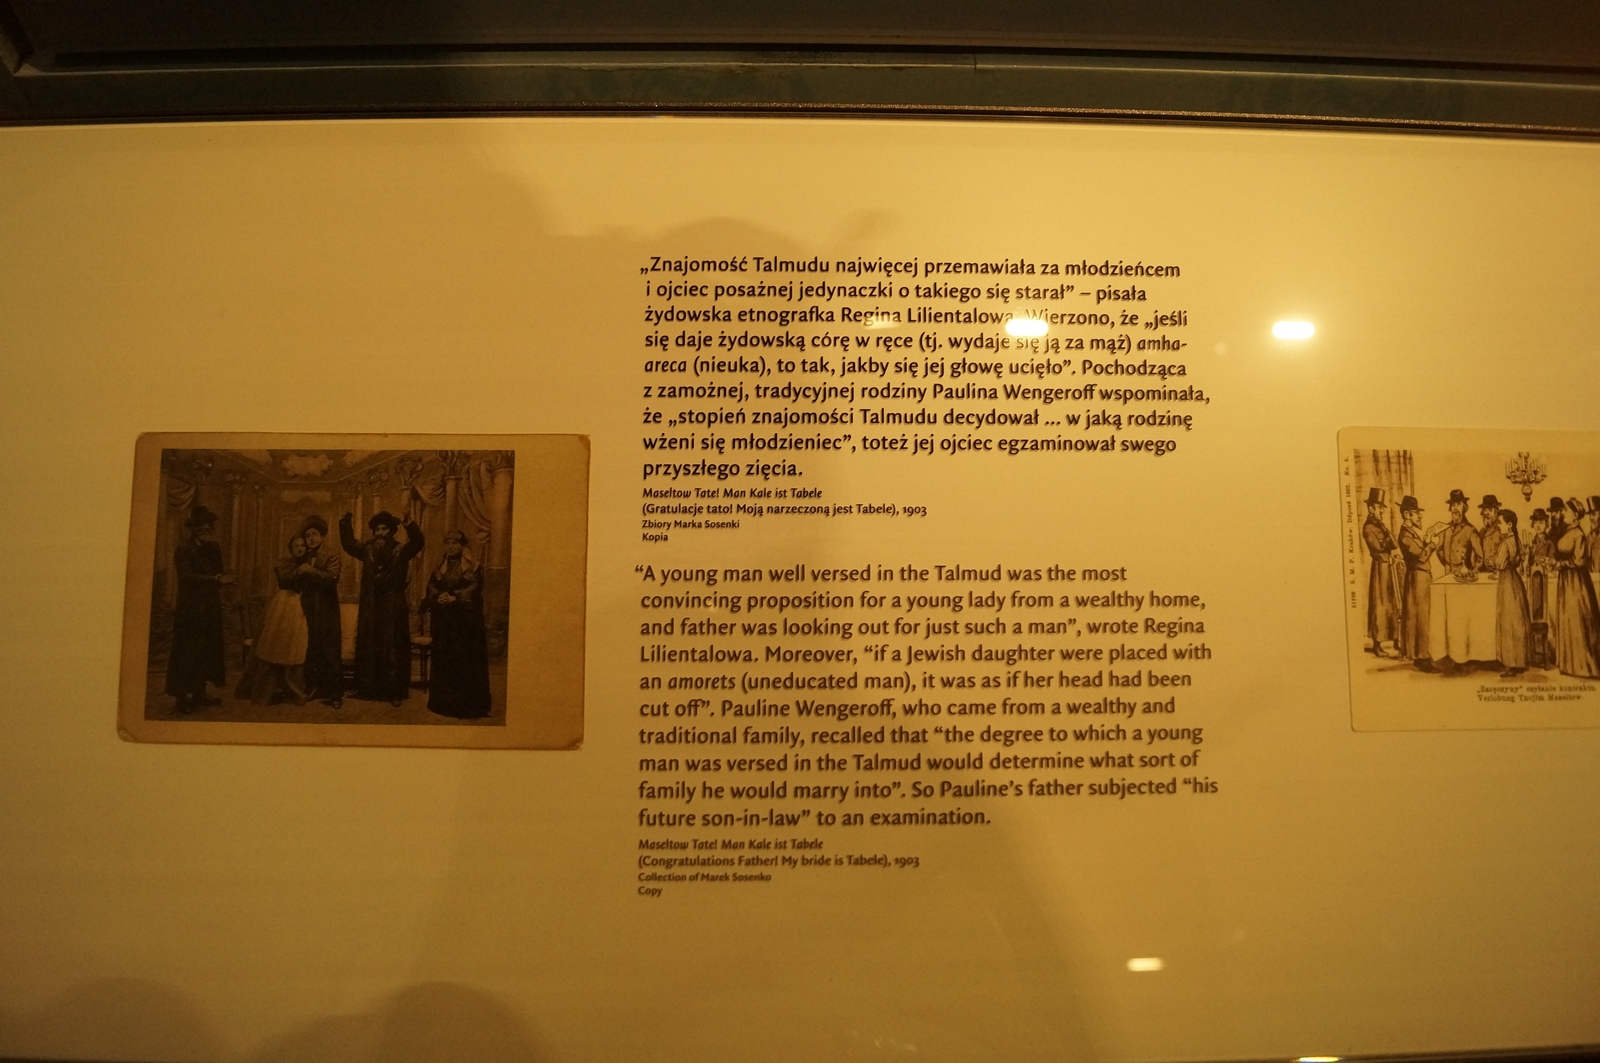 „Znajomość Talmudu najwięcej przemawiała za młodzieńcem
i ojciec posażnej jedynaczki o takiego się starał” – pisała
żydowska etnografka Regina Lilientalowa. Wierzono, że „jeśli
się daje żydowską córę w ręce (tj. wydaje się ją za mąż) amha-
areca (nieuka), to tak, jakby się jej głowę ucięło”. Pochodząca
z zamożnej, tradycyjnej rodziny Paulina Wengeroff wspominała,
że „stopień znajomości Talmudu decydował ... w jaką rodzinę
wżeni się młodzieniec”, toteż jej ojciec egzaminował swego
przyszłego zięcia.
Maseltow Tate! Man Kale ist Tabele
(Gratulacje tato! Moją narzeczoną jest Tabele), 1903
Zbiory Marka Sosenki
Kopia
“A young man well versed in the Talmud was the most
convincing proposition for a young lady from a wealthy home,
and father was looking out for just such a man”, wrote Regina
Lilientalowa. Moreover, “if a Jewish daughter were placed with
an amorets (uneducated man), it was as if her head had been
cut off”. Pauline Wengeroff, who came from a wealthy and
traditional family, recalled that “the degree to which a young
man was versed in the Talmud would determine what sort of
family he would marry into”. So Pauline’s father subjected “his
future son-in-law” to an examination.
Maseltow Tate! Man Kale ist Tabele
(Congratulations Father! My bride is Tabele), 1903
Collection of Marek Sosenko
Copy
„Zaręczyny” czytanie kontraktu.
Verlobung Tnojim Maasihow.